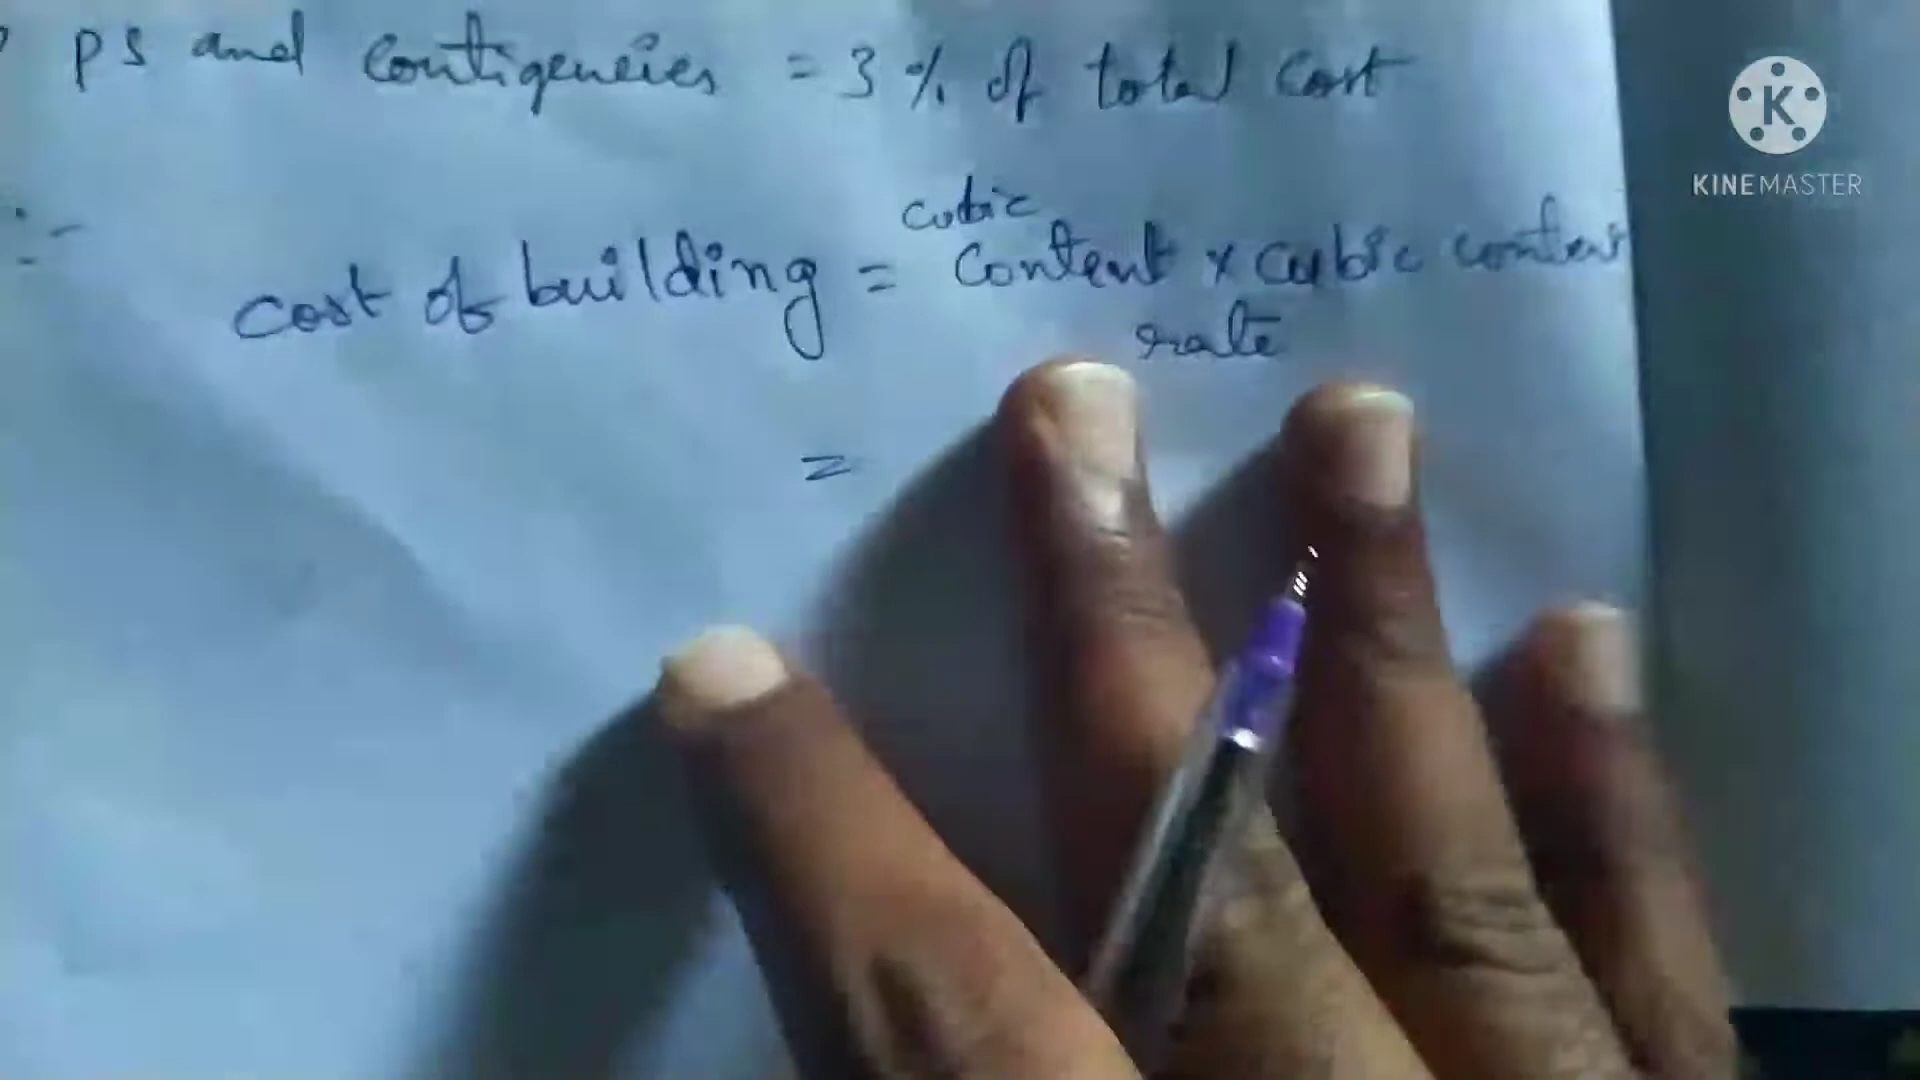 PS and contigencies = 3 % of total cost
K
KINEMASTER
:-
cubic
cost of building = content x cubic content
rate
=